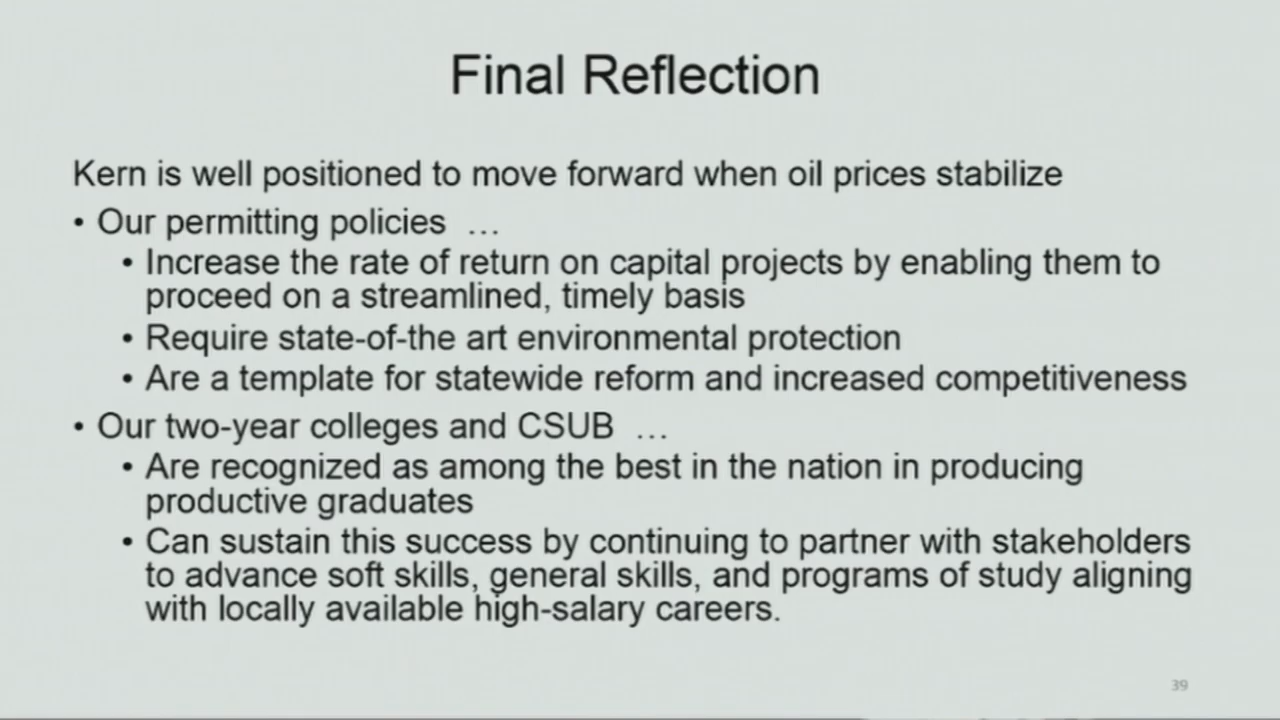 Final Reflection
Kern is well positioned to move forward when oil prices stabilize
• Our permitting policies …
• Increase the rate of return on capital projects by enabling them to
proceed on a streamlined, timely basis
• Require state-of-the art environmental protection
• Are a template for statewide reform and increased competitiveness
• Our two-year colleges and CSUB …
• Are recognized as among the best in the nation in producing
productive graduates
• Can sustain this success by continuing to partner with stakeholders
to advance soft skills, general skills, and programs of study aligning
with locally available high-salary careers.
39